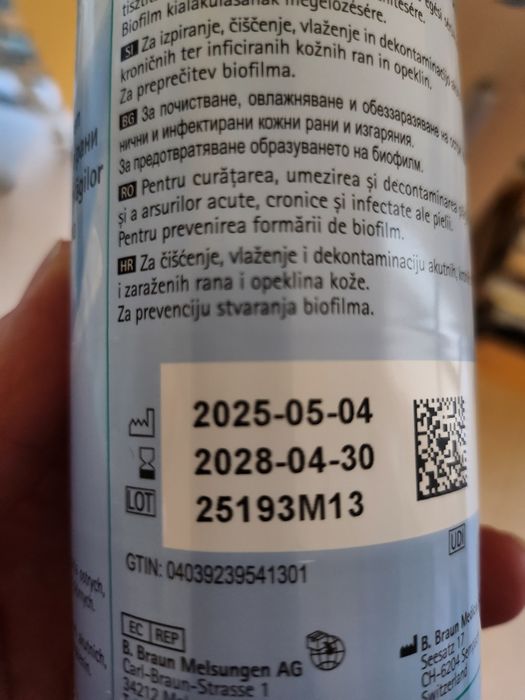 Biofilm kialakulásának megelőzésére.
SI Za izpiranje, čiščenje, vlaženje in dekontaminacijo
kroničnih ter inficiranih kožnih ran in opeklin.
Za preprečitev biofilma.
BG За почистване, овлажняване и обеззаразяване на
нични и инфектирани кожни рани и изгаряния.
За предотвратяване образуването на биофилм.
RO Pentru curățarea, umezirea și decontaminarea
și a arsurilor acute, cronice și infectate ale pielii.
Pentru prevenirea formării de biofilm.
HR Za čišćenje, vlaženje i dekontaminaciju akutnih,
i zaraženih rana i opeklina kože.
Za prevenciju stvaranja biofilma.
2025-05-04
2028-04-30
LOT 25193M13
UDI
GTIN: 04039239541301
EC REP
B. Braun Melsungen AG
Carl-Braun-Strasse 1
34212
B. Braun
Seesatz 17
CH-6204
Switzerland